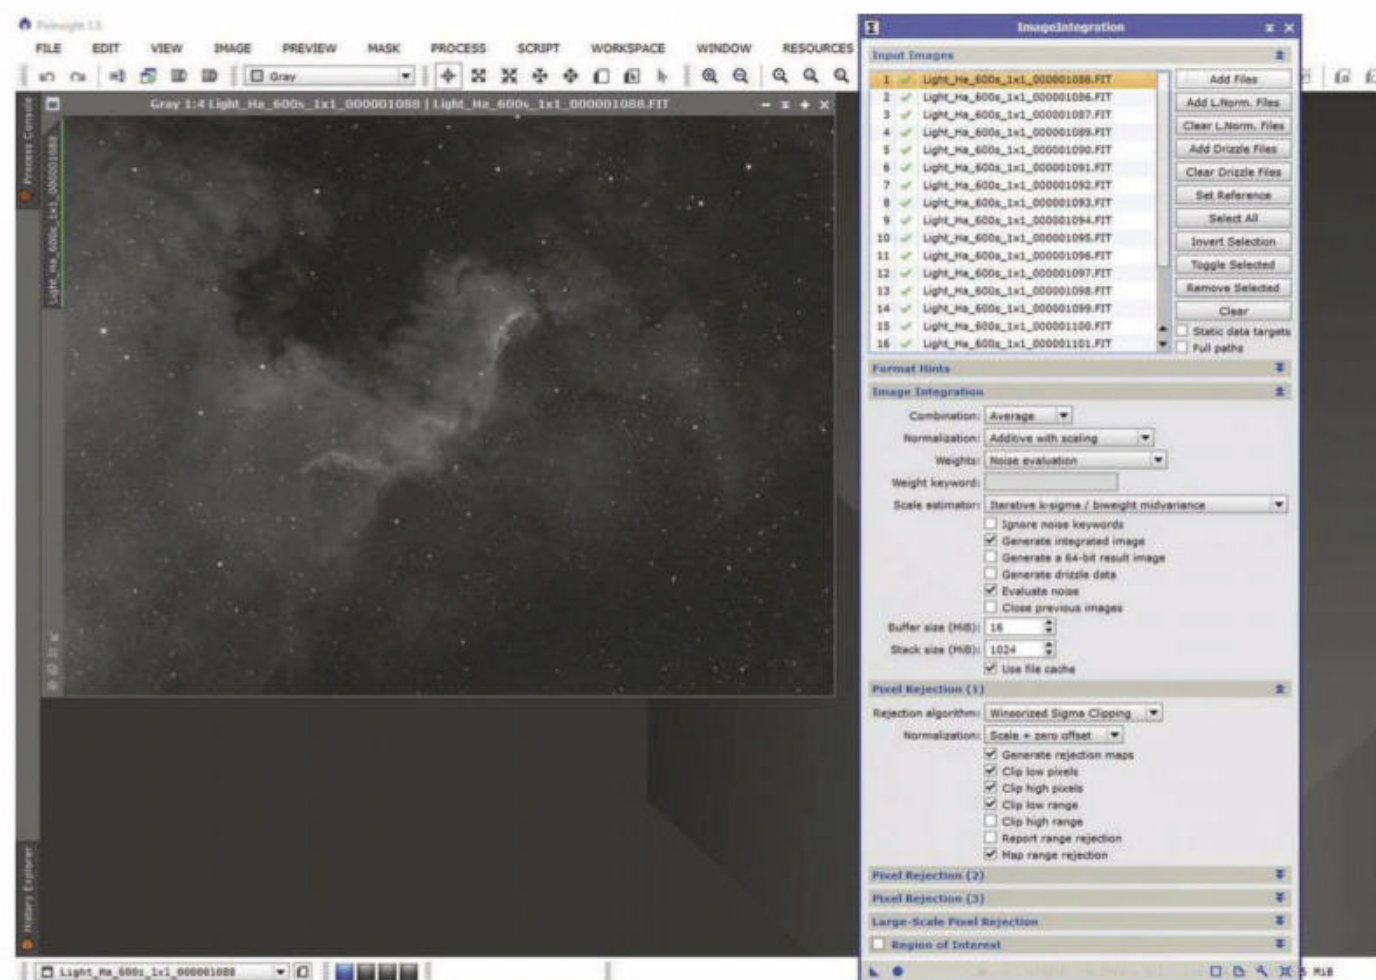 PixInsight 1.8
FILE EDIT VIEW IMAGE PREVIEW MASK PROCESS SCRIPT WORKSPACE WINDOW RESOURCES
Gray
Process Console
Gray 1:4 Light_Ha_600s_1x1_000001088 | Light_Ha_600s_1x1_000001088.FIT
Light_Ha_600s_1x1_000001088
History Explorer
Light_Ha_600s_1x1_000001088
ImageIntegration
Input Images
1 Light_Ha_600s_1x1_000001088.FIT
2 Light_Ha_600s_1x1_000001086.FIT
3 Light_Ha_600s_1x1_000001087.FIT
4 Light_Ha_600s_1x1_000001089.FIT
5 Light_Ha_600s_1x1_000001090.FIT
6 Light_Ha_600s_1x1_000001091.FIT
7 Light_Ha_600s_1x1_000001092.FIT
8 Light_Ha_600s_1x1_000001093.FIT
9 Light_Ha_600s_1x1_000001094.FIT
10 Light_Ha_600s_1x1_000001095.FIT
11 Light_Ha_600s_1x1_000001096.FIT
12 Light_Ha_600s_1x1_000001097.FIT
13 Light_Ha_600s_1x1_000001098.FIT
14 Light_Ha_600s_1x1_000001099.FIT
15 Light_Ha_600s_1x1_000001100.FIT
16 Light_Ha_600s_1x1_000001101.FIT
Add Files
Add L.Norm. Files
Clear L.Norm. Files
Add Drizzle Files
Clear Drizzle Files
Set Reference
Select All
Invert Selection
Toggle Selected
Remove Selected
Clear
Static data targets
Full paths
Format Hints
Image Integration
Combination: Average
Normalization: Additive with scaling
Weights: Noise evaluation
Weight keyword:
Scale estimator: Iterative k-sigma / biweight midvariance
Ignore noise keywords
Generate integrated image
Generate a 64-bit result image
Generate drizzle data
Evaluate noise
Close previous images
Buffer size (MiB): 16
Stack size (MiB): 1024
Use file cache
Pixel Rejection (1)
Rejection algorithm: Winsorized Sigma Clipping
Normalization: Scale + zero offset
Generate rejection maps
Clip low pixels
Clip high pixels
Clip low range
Clip high range
Report range rejection
Map range rejection
Pixel Rejection (2)
Pixel Rejection (3)
Large-Scale Pixel Rejection
Region of Interest
MiB